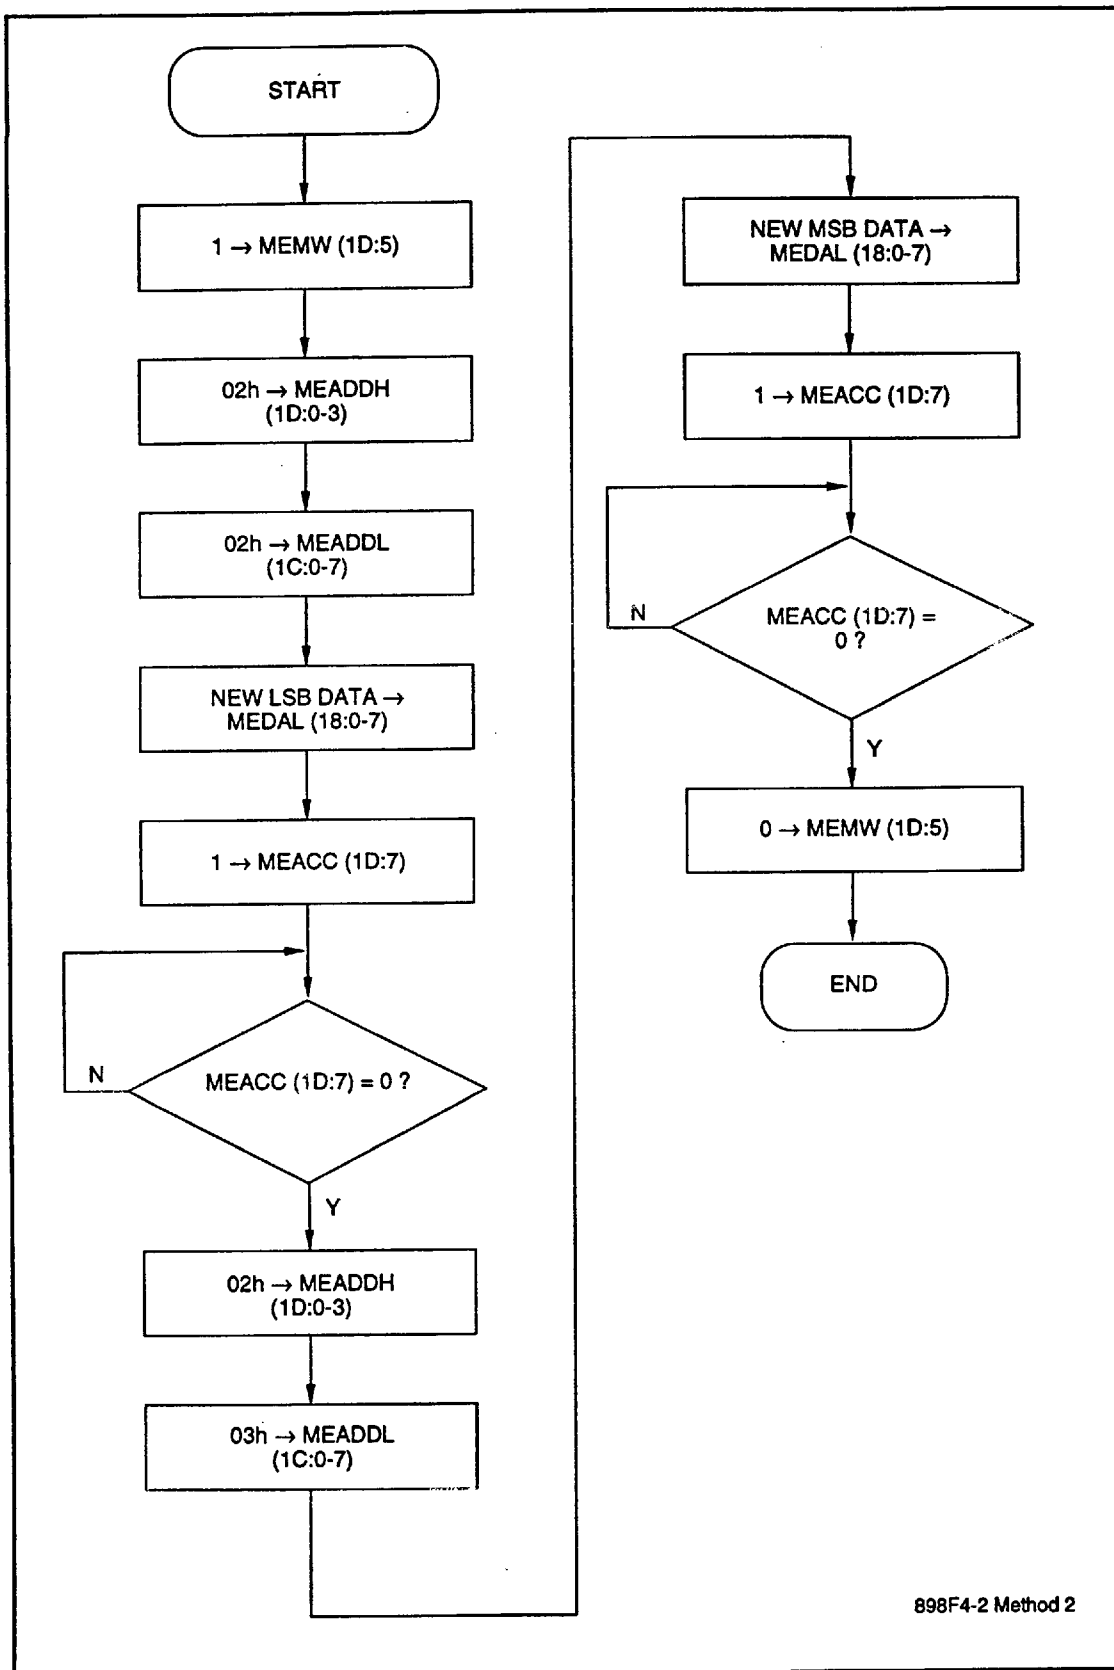 START
1 → MEMW (1D:5)
02h → MEADDH
(1D:0-3)
02h → MEADDL
(1C:0-7)
NEW LSB DATA →
MEDAL (18:0-7)
1 → MEACC (1D:7)
MEACC (1D:7) = 0 ?
N
Y
02h → MEADDH
(1D:0-3)
03h → MEADDL
(1C:0-7)
NEW MSB DATA →
MEDAL (18:0-7)
1 → MEACC (1D:7)
MEACC (1D:7) =
0 ?
N
Y
0 → MEMW (1D:5)
END
898F4-2 Method 2